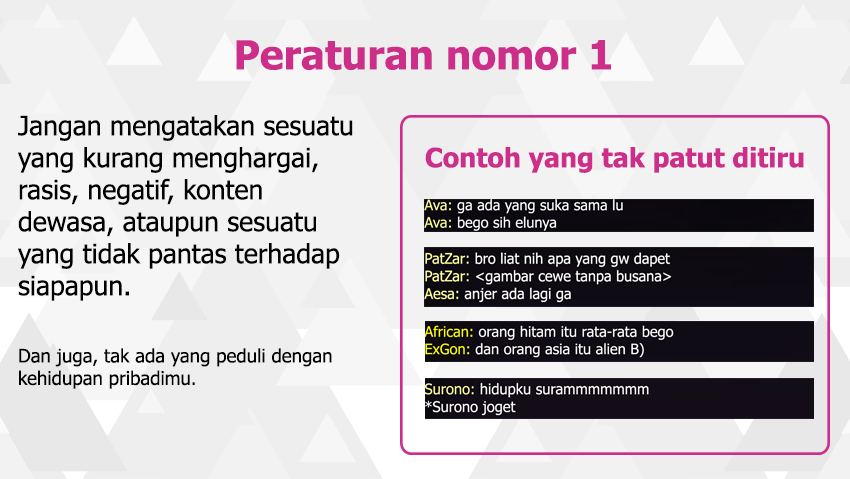 Peraturan nomor 1
Jangan mengatakan sesuatu
yang kurang menghargai,
rasis, negatif, konten
dewasa, ataupun sesuatu
yang tidak pantas terhadap
siapapun.
Dan juga, tak ada yang peduli dengan
kehidupan pribadimu.
Contoh yang tak patut ditiru
Ava: ga ada yang suka sama lu
Ava: bego sih elunya
PatZar: bro liat nih apa yang gw dapet
PatZar: <gambar cewe tanpa busana>
Aesa: anjer ada lagi ga
African: orang hitam itu rata-rata bego
ExGon: dan orang asia itu alien B)
Surono: hidupku surammmmmmm
*Surono joget